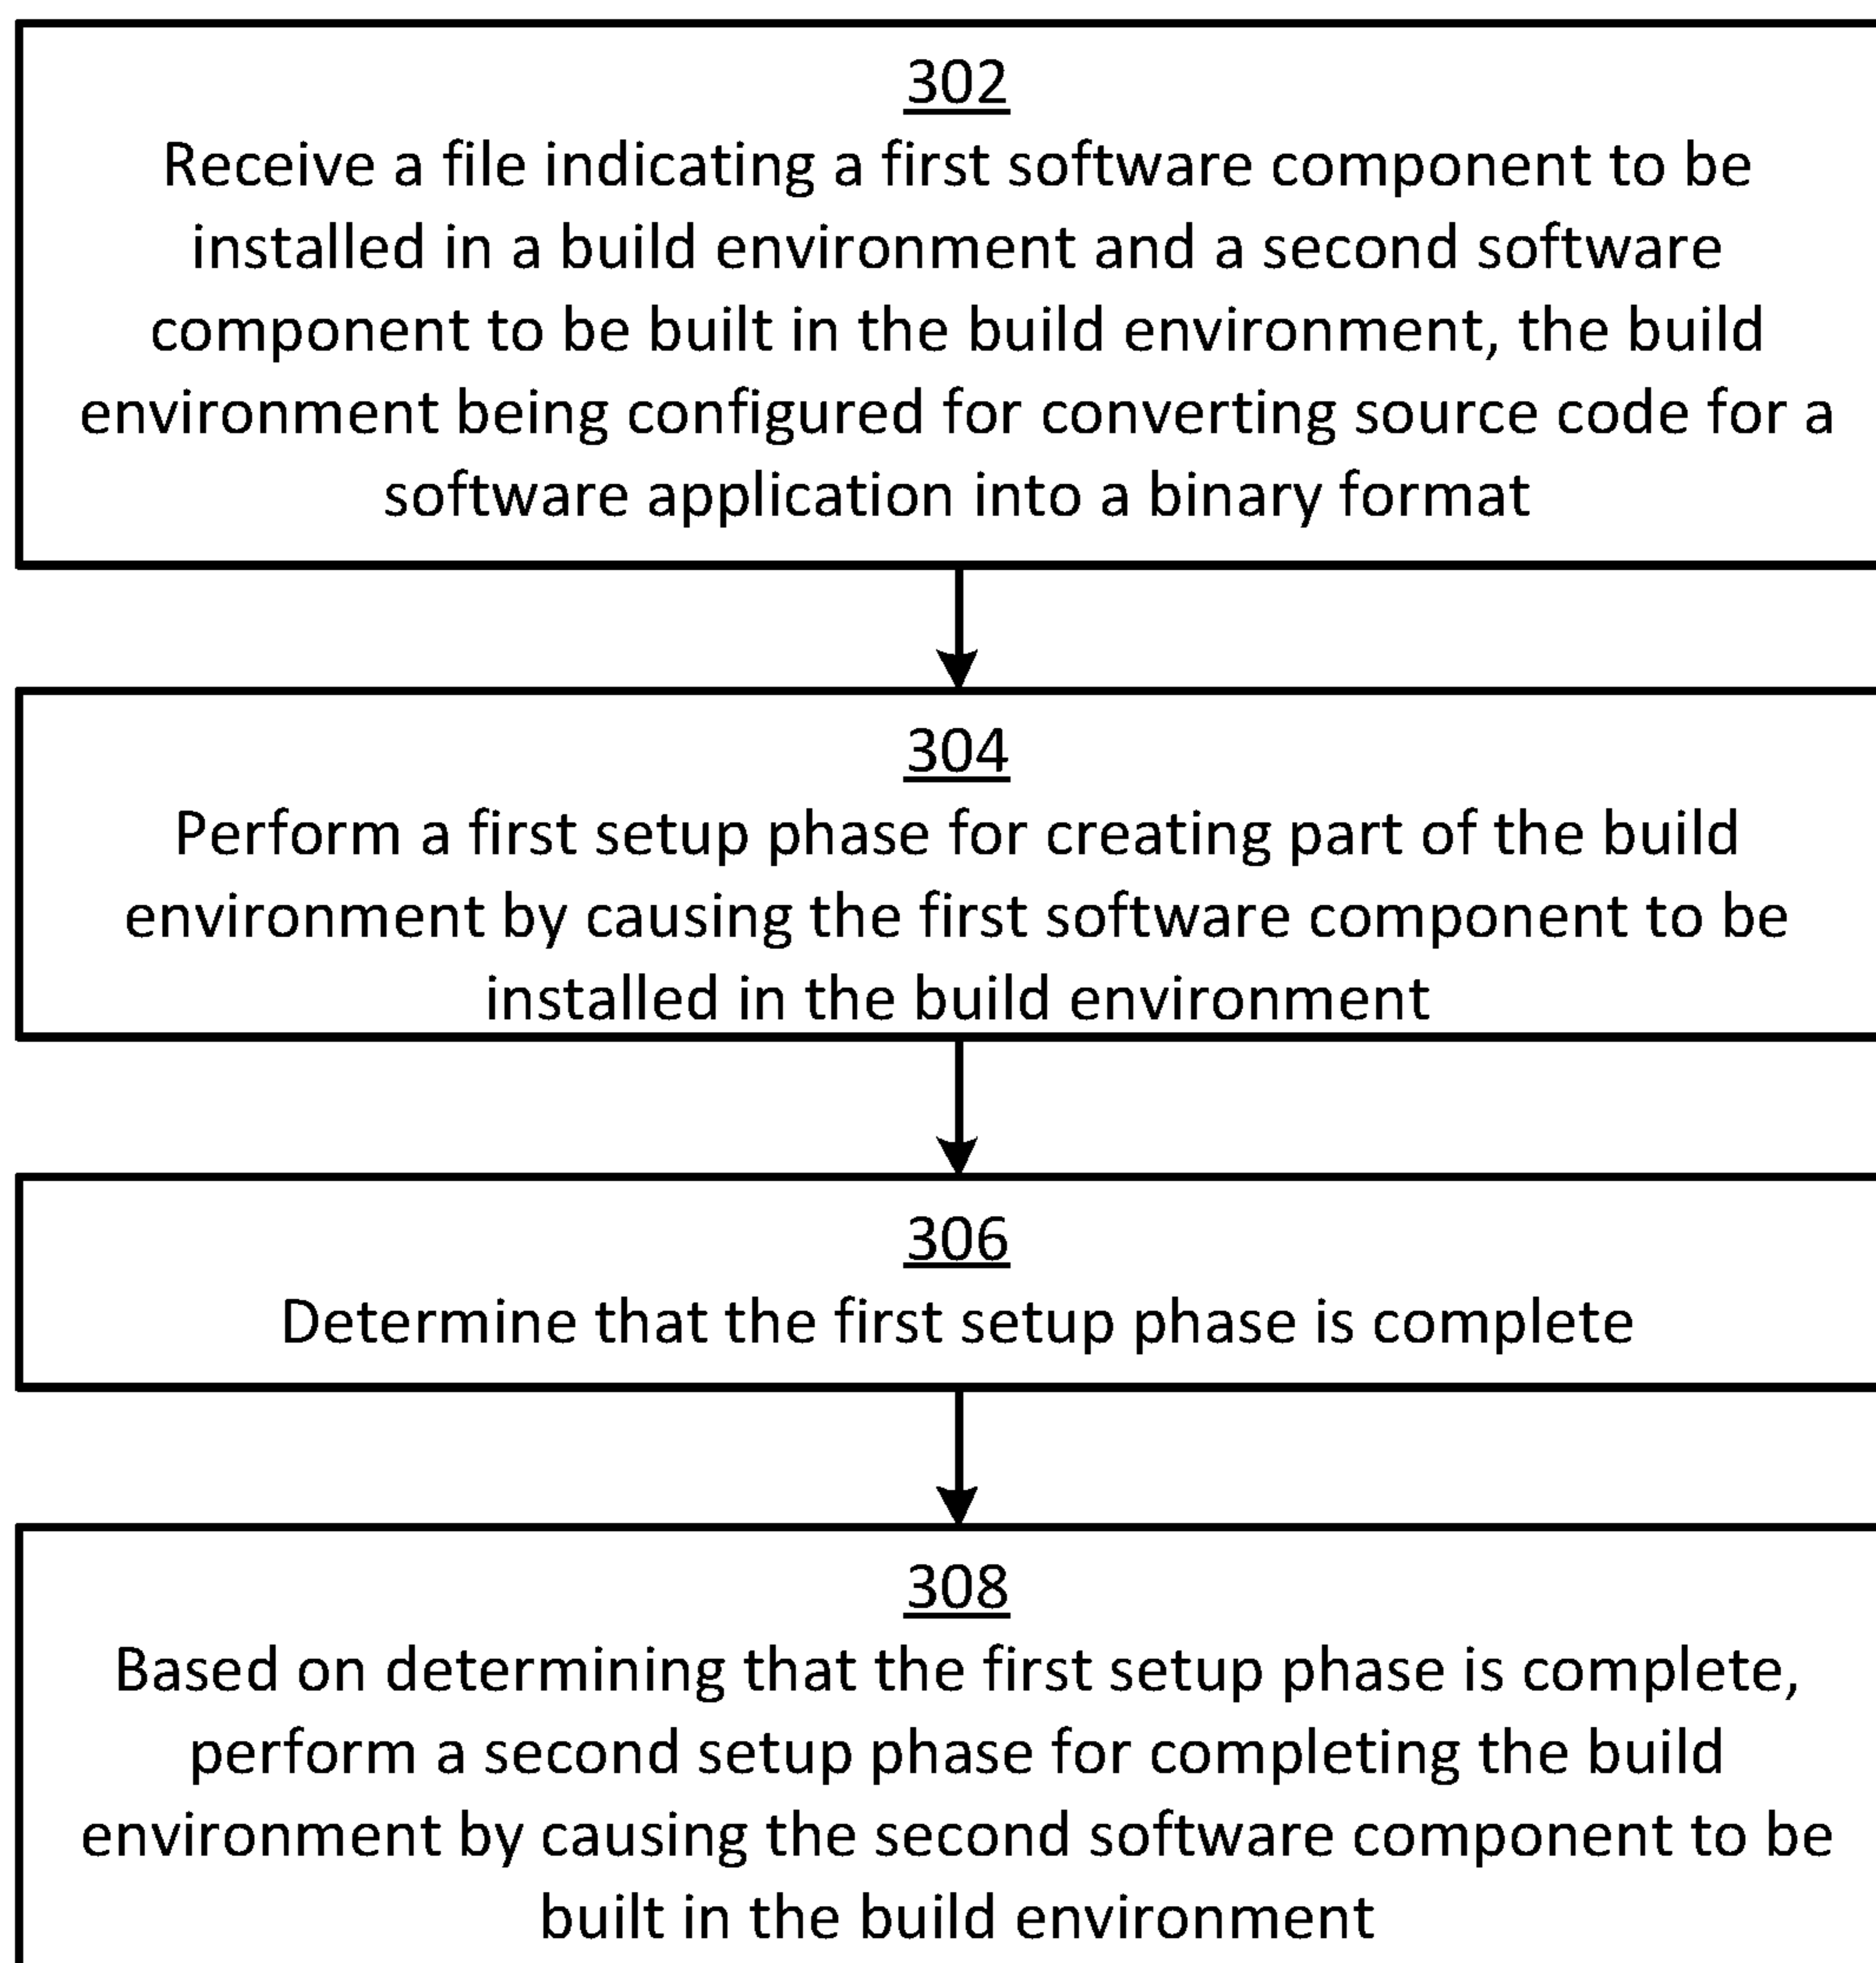 302
Receive a file indicating a first software component to be
installed in a build environment and a second software
component to be built in the build environment, the build
environment being configured for converting source code for a
software application into a binary format
304
Perform a first setup phase for creating part of the build
environment by causing the first software component to be
installed in the build environment
306
Determine that the first setup phase is complete
308
Based on determining that the first setup phase is complete,
perform a second setup phase for completing the build
environment by causing the second software component to be
built in the build environment